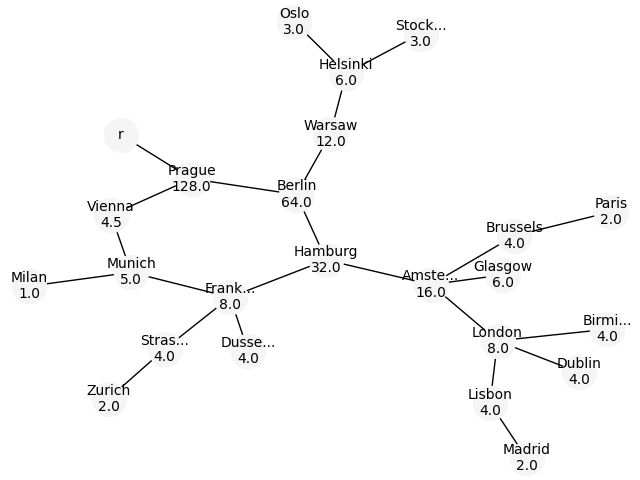 Oslo
3.0
Stock...
3.0
Helsinki
6.0
Warsaw
12.0
r
Prague
128.0
Berlin
64.0
Vienna
4.5
Paris
2.0
Brussels
4.0
Hamburg
32.0
Munich
5.0
Glasgow
6.0
Milan
1.0
Frank...
8.0
Amste...
16.0
Stras...
4.0
Dusse...
4.0
London
8.0
Birmi...
4.0
Dublin
4.0
Zurich
2.0
Lisbon
4.0
Madrid
2.0